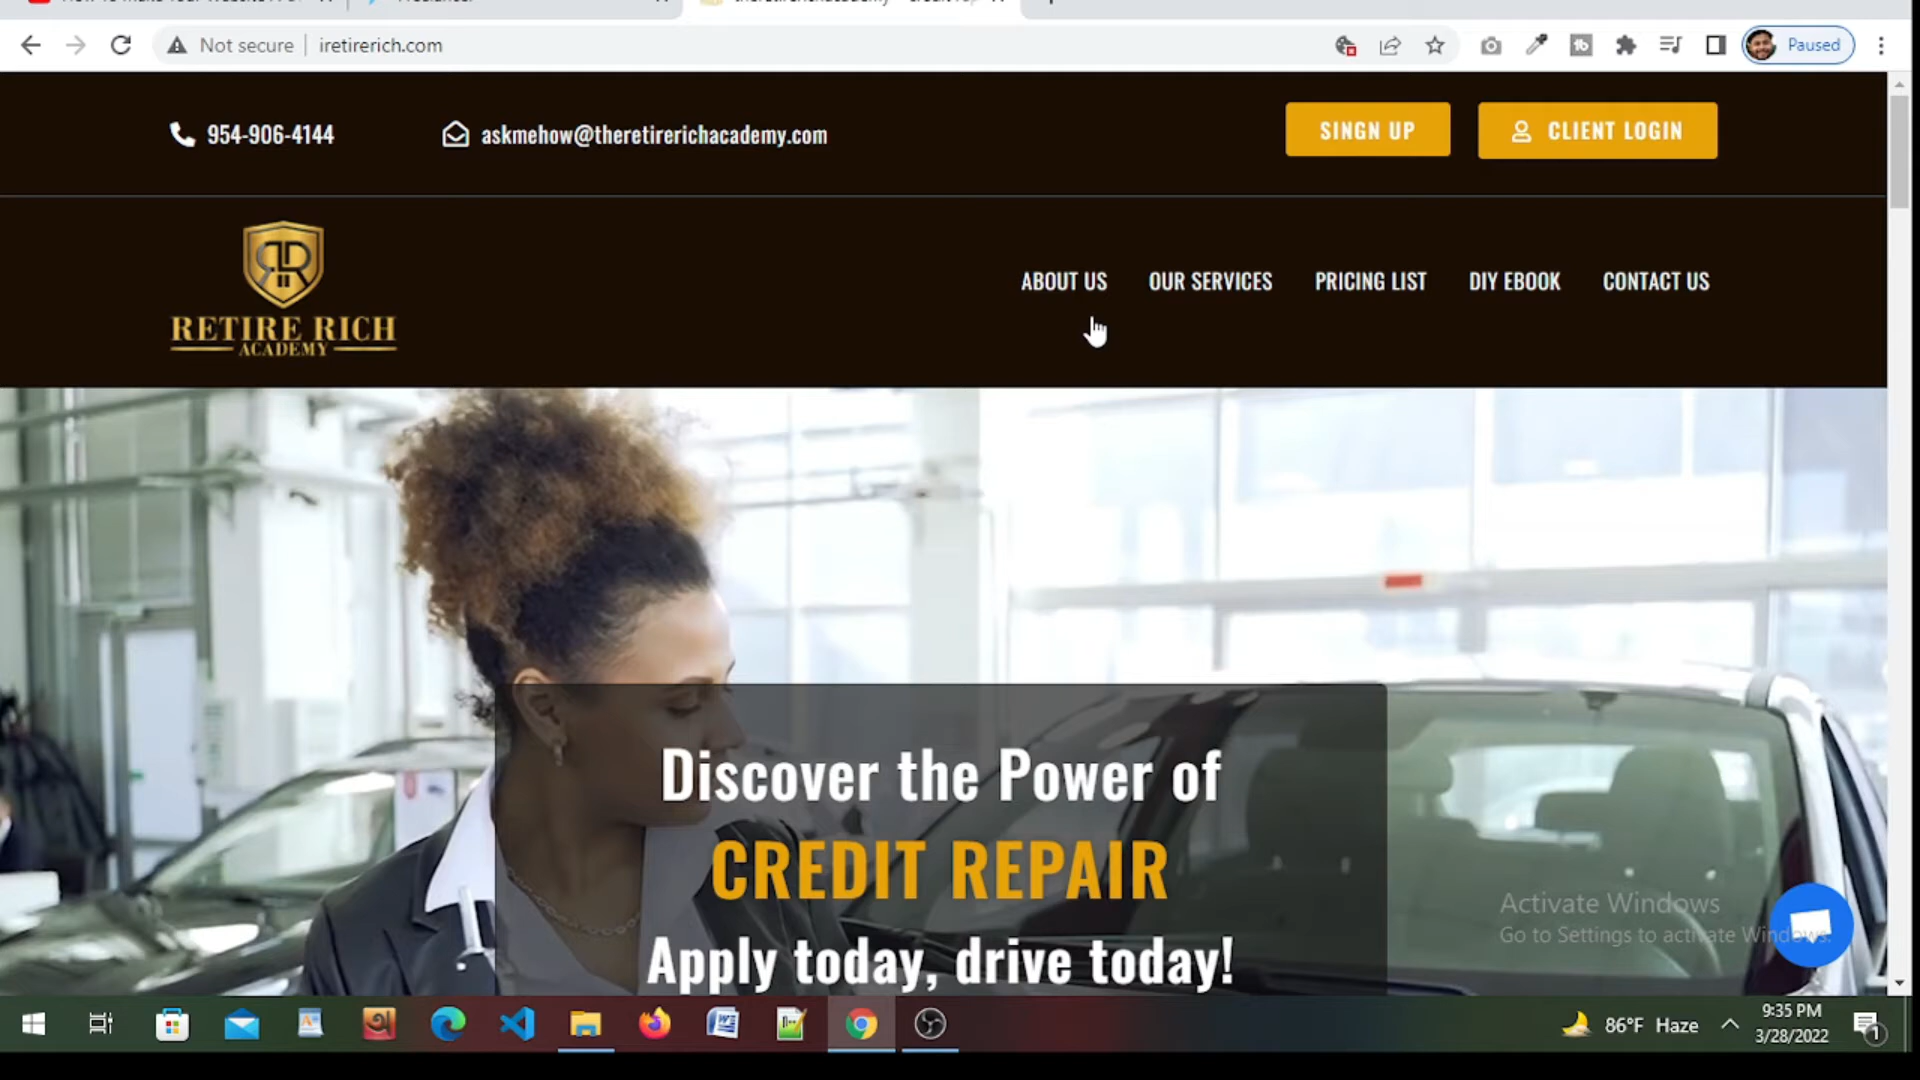 Not secure
iretirerich.com
Paused
954-906-4144
askmehow@theretirerichacademy.com
SINGN UP
CLIENT LOGIN
RR
RETIRE RICH
ACADEMY
ABOUT US
OUR SERVICES
PRICING LIST
DIY EBOOK
CONTACT US
Discover the Power of
CREDIT REPAIR
Apply today, drive today!
Activate Windows
Go to Settings to activate Windows.
86°F Haze
9:35 PM
3/28/2022
1